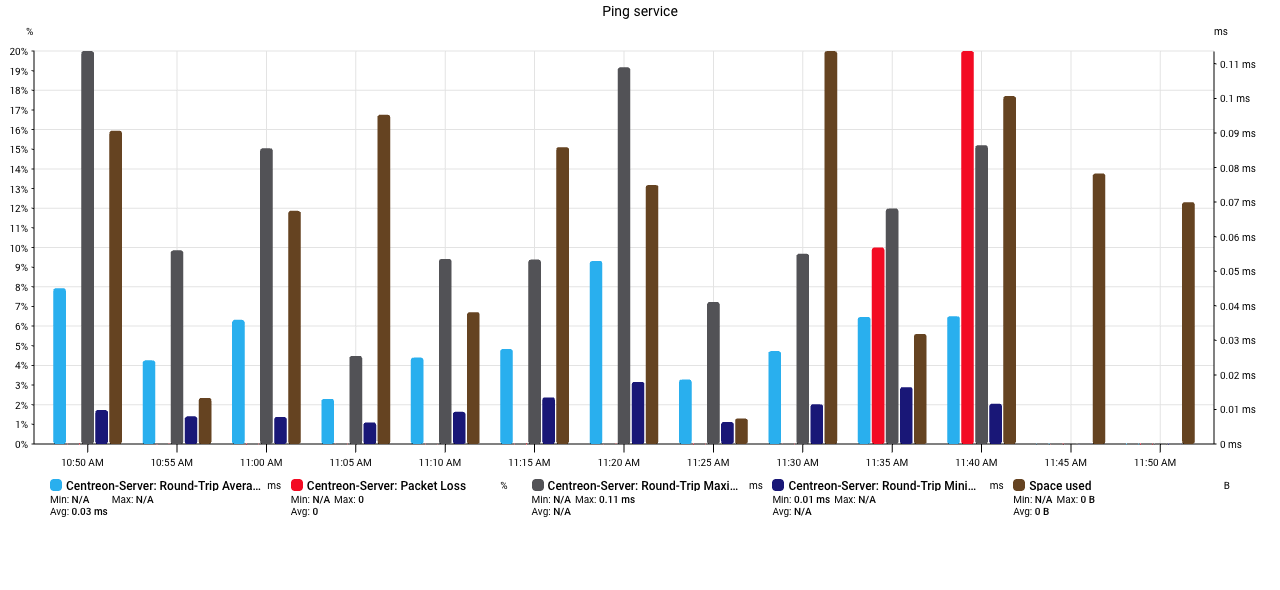 Ping service
% ms
20%
19%
18%
17%
16%
15%
14%
13%
12%
11%
10%
9%
8%
7%
6%
5%
4%
3%
2%
1%
0%
0.11 ms
0.1 ms
0.09 ms
0.08 ms
0.07 ms
0.06 ms
0.05 ms
0.04 ms
0.03 ms
0.02 ms
0.01 ms
0 ms
10:50 AM 10:55 AM 11:00 AM 11:05 AM 11:10 AM 11:15 AM 11:20 AM 11:25 AM 11:30 AM 11:35 AM 11:40 AM 11:45 AM 11:50 AM
Centreon-Server: Round-Trip Avera... ms
Min: N/A Max: N/A
Avg: 0.03 ms
Centreon-Server: Packet Loss %
Min: N/A Max: 0
Avg: 0
Centreon-Server: Round-Trip Maxi... ms
Min: N/A Max: 0.11 ms
Avg: N/A
Centreon-Server: Round-Trip Mini... ms
Min: 0.01 ms Max: N/A
Avg: N/A
Space used B
Min: N/A Max: 0 B
Avg: 0 B